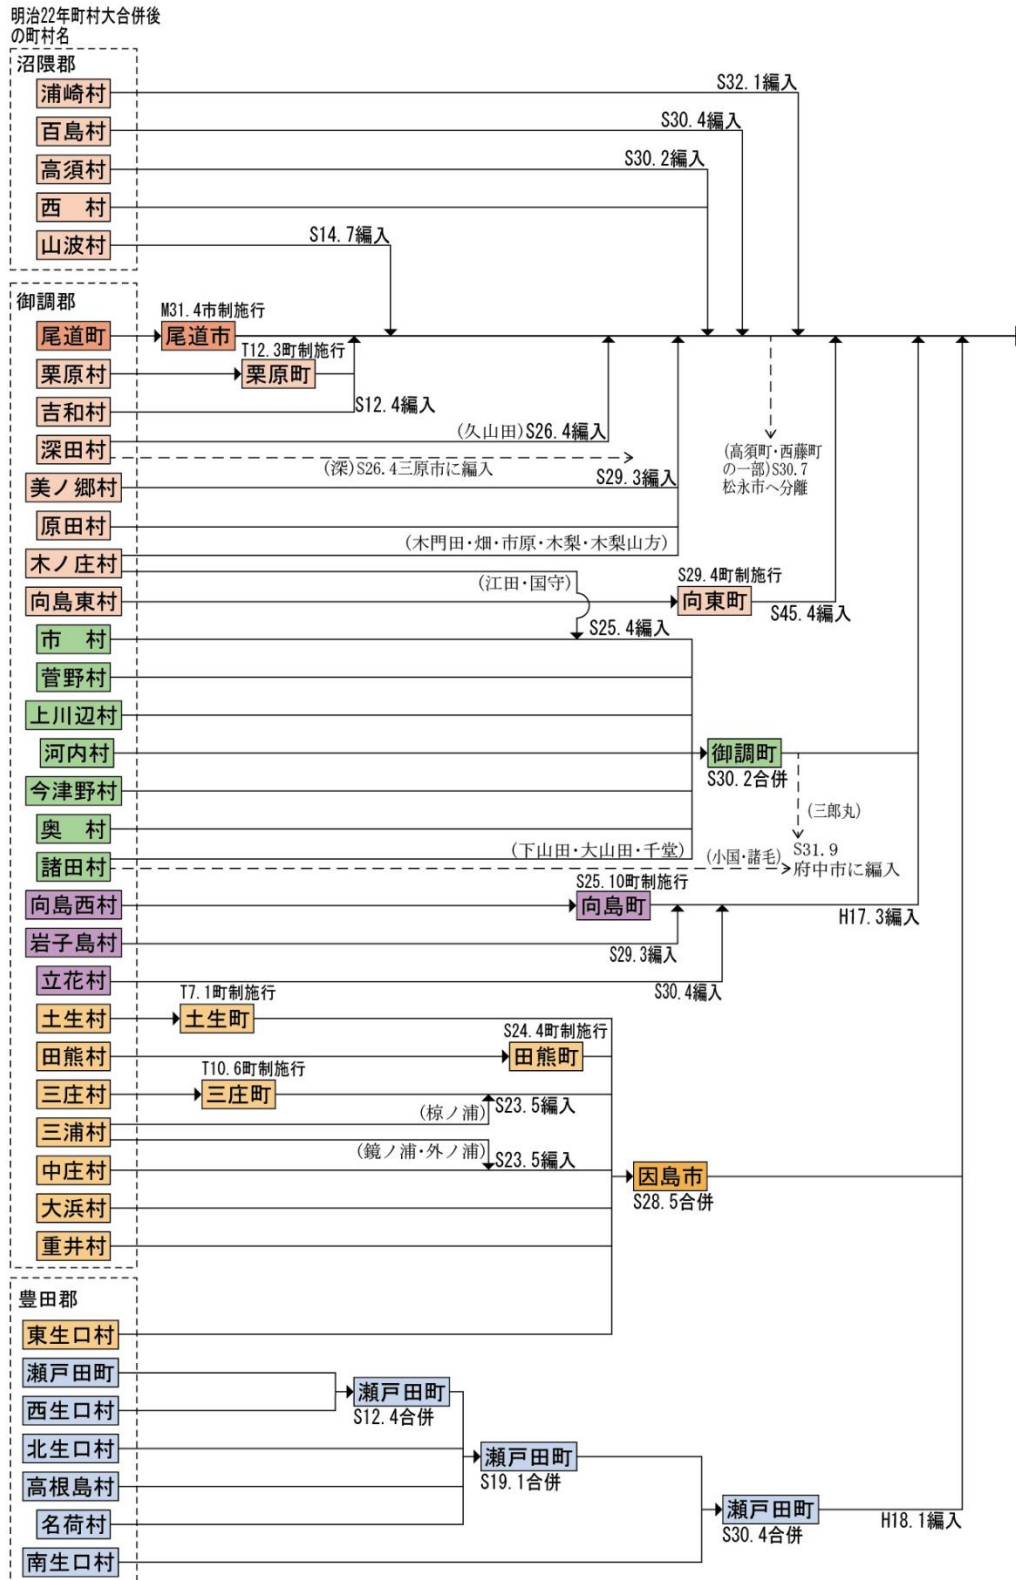 明治22年町村大合併後
の町村名
沼隈郡
浦崎村
S32.1編入
百島村
S30.4編入
高須村
S30.2編入
西　村
山波村
S14.7編入
御調郡
M31.4市制施行
尾道町
尾道市
T12.3町制施行
栗原村
栗原町
吉和村
S12.4編入
深田村
(久山田)S26.4編入
(深)S26.4三原市に編入
(高須町・西藤町
の一部)S30.7
松永市へ分離
美ノ郷村
S29.3編入
原田村
(木門田・畑・市原・木梨・木梨山方)
木ノ庄村
(江田・国守)
S29.4町制施行
向島東村
向東町
S45.4編入
市　村
S25.4編入
菅野村
上川辺村
河内村
御調町
S30.2合併
今津野村
(三郎丸)
奥　村
(下山田・大山田・千堂)
諸田村
(小国・諸毛)
S31.9
府中市に編入
S25.10町制施行
向島西村
向島町
H17.3編入
岩子島村
S29.3編入
立花村
S30.4編入
T7.1町制施行
土生村
土生町
S24.4町制施行
田熊村
田熊町
T10.6町制施行
三庄村
三庄町
S23.5編入
(椋ノ浦)
三浦村
(鏡ノ浦・外ノ浦)
S23.5編入
中庄村
因島市
S28.5合併
大浜村
重井村
豊田郡
東生口村
瀬戸田町
瀬戸田町
S12.4合併
西生口村
北生口村
瀬戸田町
S19.1合併
高根島村
名荷村
瀬戸田町
S30.4合併
H18.1編入
南生口村